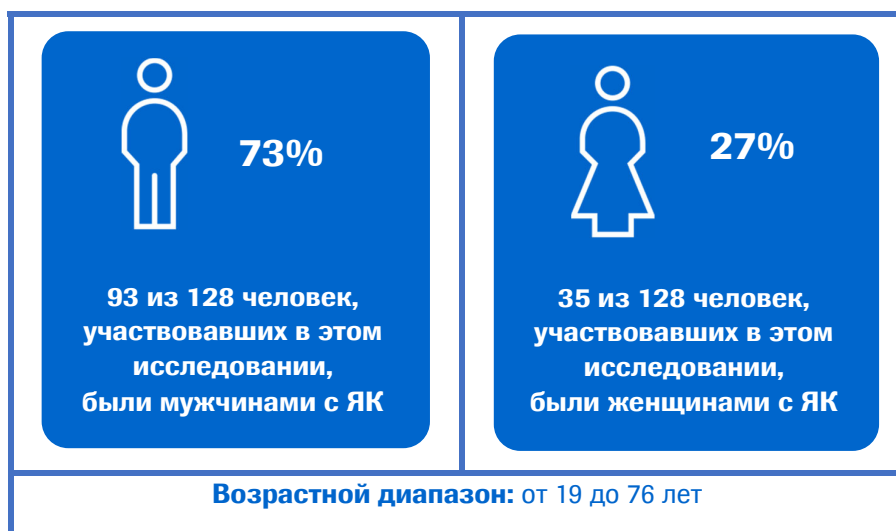 73%
93 из 128 человек,
участвовавших в этом
исследовании,
были мужчинами с ЯК
27%
35 из 128 человек,
участвовавших в этом
исследовании,
были женщинами с ЯК
Возрастной диапазон: от 19 до 76 лет